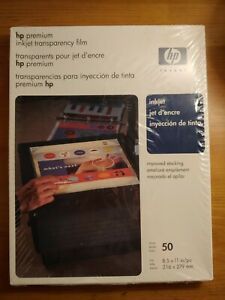 hp premium
inkjet transparency film
transparents pour jet d'encre
hp premium
transparencias para inyección de tinta
premium hp
hp
invent
inkjet
jet d'encre
inyección de tinta
improved stacking
50
8.5 x 11 in/po
216 x 279 mm